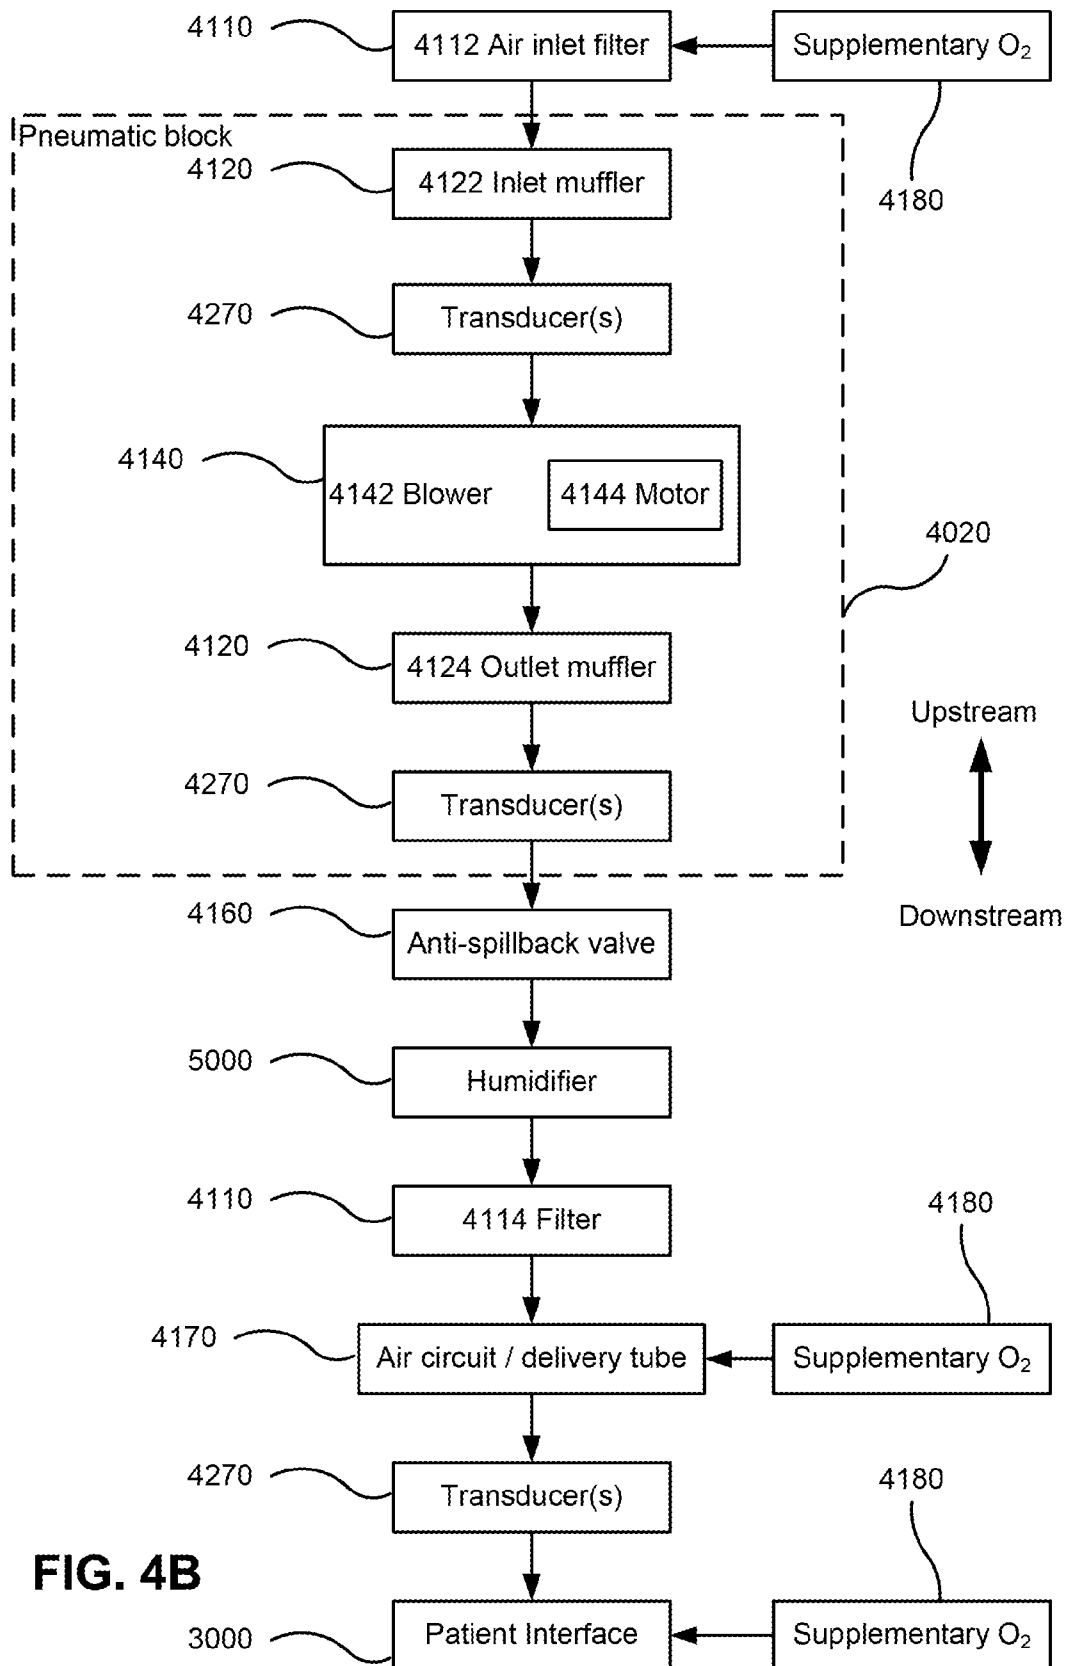 4110
4112 Air inlet filter
Supplementary O₂
Pneumatic block
4120
4122 Inlet muffler
4180
4270
Transducer(s)
4140
4142 Blower
4144 Motor
4020
4120
4124 Outlet muffler
Upstream
4270
Transducer(s)
4160
Anti-spillback valve
Downstream
5000
Humidifier
4110
4114 Filter
4180
4170
Air circuit / delivery tube
Supplementary O₂
4270
Transducer(s)
4180
FIG. 4B
3000
Patient Interface
Supplementary O₂